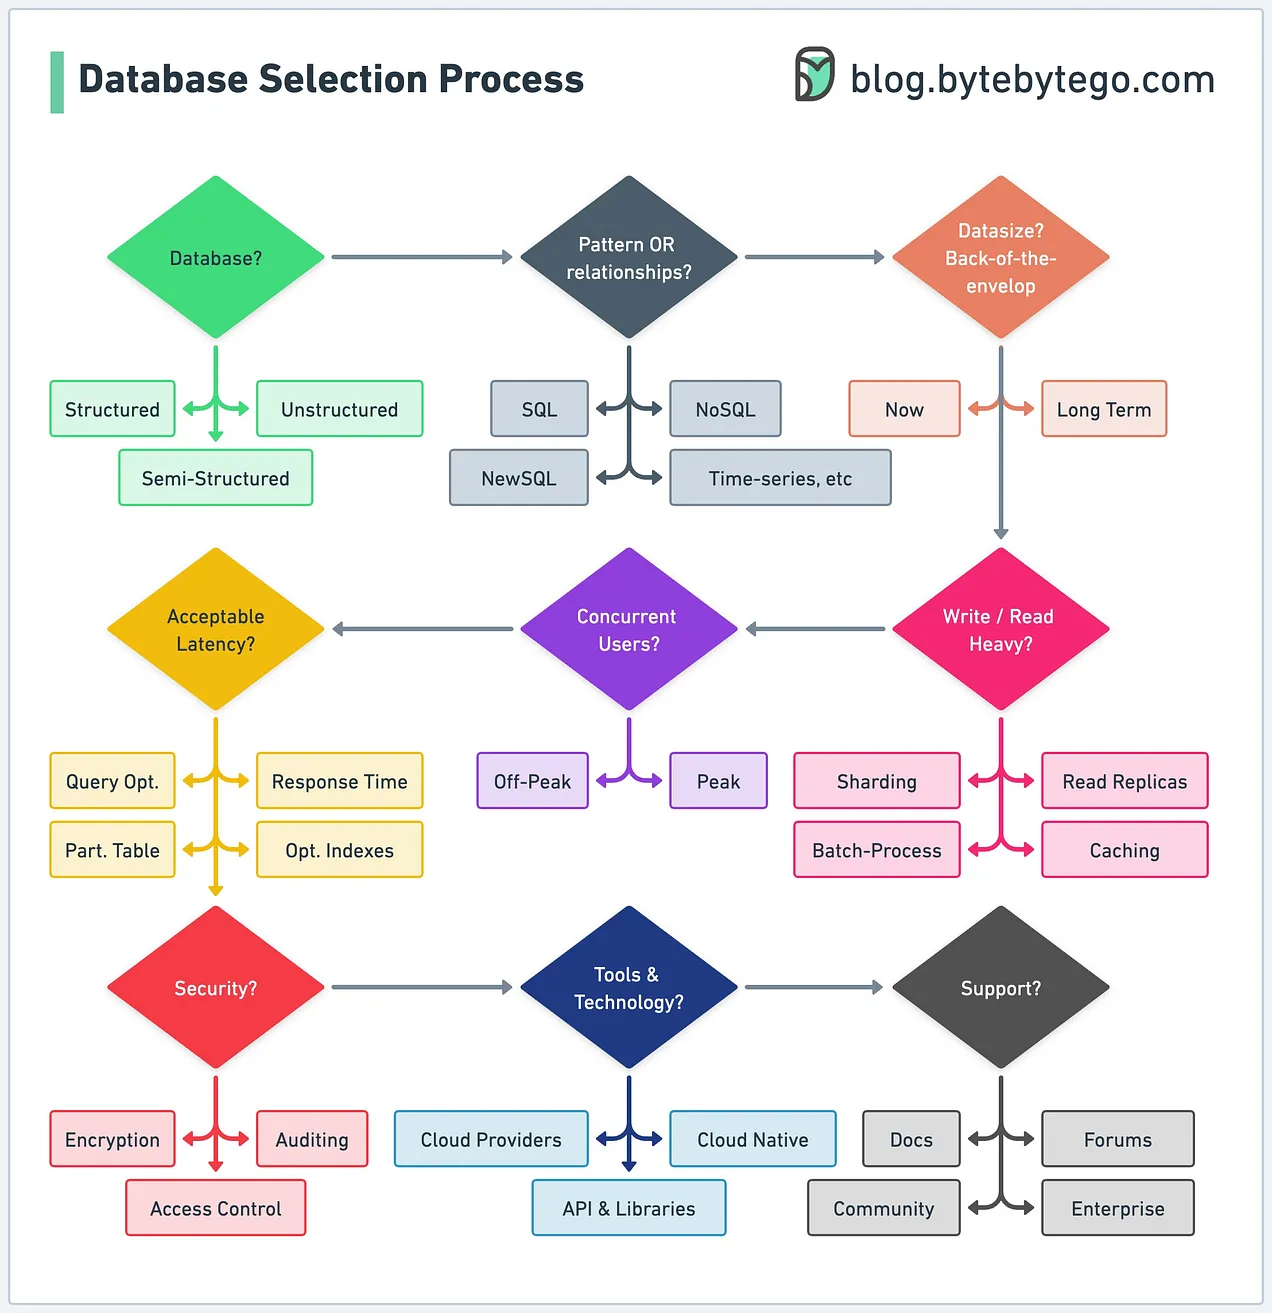 Database Selection Process
blog.bytebytego.com
Database?
Pattern OR
relationships?
Datasize?
Back-of-the-
envelop
Structured
Unstructured
Semi-Structured
SQL
NoSQL
NewSQL
Time-series, etc
Now
Long Term
Write / Read
Heavy?
Concurrent
Users?
Acceptable
Latency?
Sharding
Read Replicas
Batch-Process
Caching
Off-Peak
Peak
Query Opt.
Response Time
Part. Table
Opt. Indexes
Security?
Tools &
Technology?
Support?
Encryption
Auditing
Access Control
Cloud Providers
Cloud Native
API & Libraries
Docs
Forums
Community
Enterprise